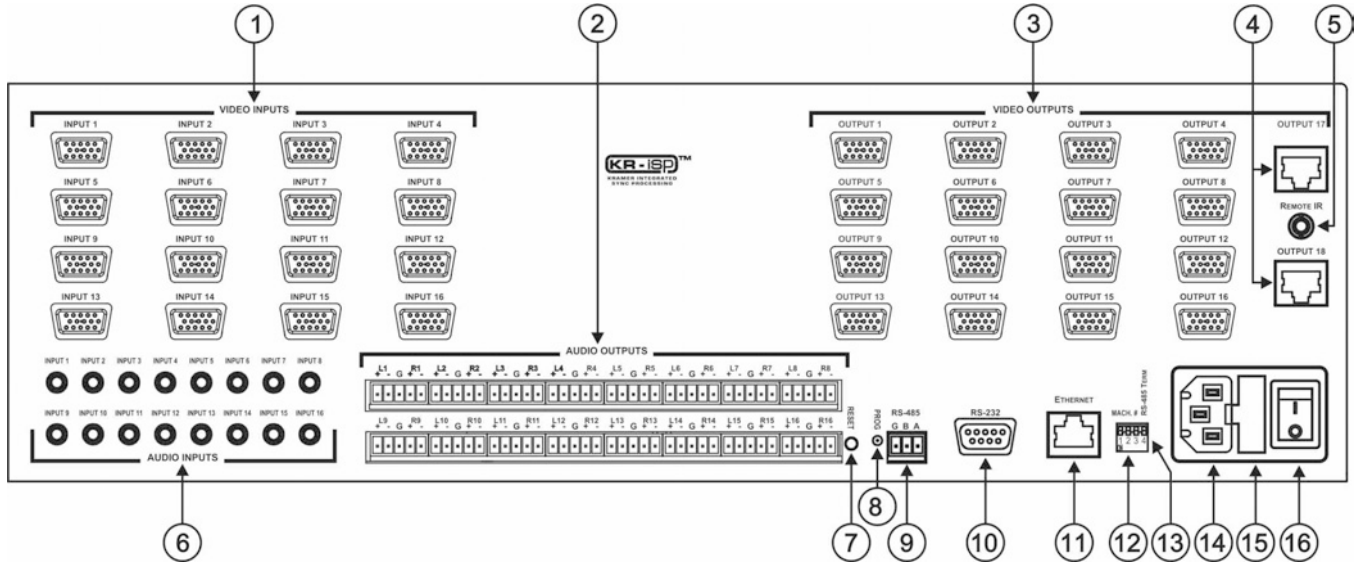 1 2 3 4 5
VIDEO INPUTS VIDEO OUTPUTS
INPUT 1 INPUT 2 INPUT 3 INPUT 4 OUTPUT 1 OUTPUT 2 OUTPUT 3 OUTPUT 4 OUTPUT 17
KR-isp™
KRAMER INTEGRATED
SYNC PROCESSING
INPUT 5 INPUT 6 INPUT 7 INPUT 8 OUTPUT 5 OUTPUT 6 OUTPUT 7 OUTPUT 8
REMOTE IR
INPUT 9 INPUT 10 INPUT 11 INPUT 12 OUTPUT 9 OUTPUT 10 OUTPUT 11 OUTPUT 12 OUTPUT 18
INPUT 13 INPUT 14 INPUT 15 INPUT 16 OUTPUT 13 OUTPUT 14 OUTPUT 15 OUTPUT 16
AUDIO OUTPUTS
INPUT 1 INPUT 2 INPUT 3 INPUT 4 INPUT 5 INPUT 6 INPUT 7 INPUT 8
L1 R1 L2 R2 L3 R3 L4 R4 L5 R5 L6 R6 L7 R7 L8 R8
+ - G + - + - G + - + - G + - + - G + - + - G + - + - G + - + - G + - + - G + -
INPUT 9 INPUT 10 INPUT 11 INPUT 12 INPUT 13 INPUT 14 INPUT 15 INPUT 16
L9 R9 L10 R10 L11 R11 L12 R12 L13 R13 L14 R14 L15 R15 L16 R16
+ - G + - + - G + - + - G + - + - G + - + - G + - + - G + - + - G + - + - G + -
AUDIO INPUTS
RESET
PROG
RS-485
G B A
RS-232
ETHERNET
MACH. #
RS-485 TERM
1 2 3 4
6 7 8 9 10 11 12 13 14 15 16